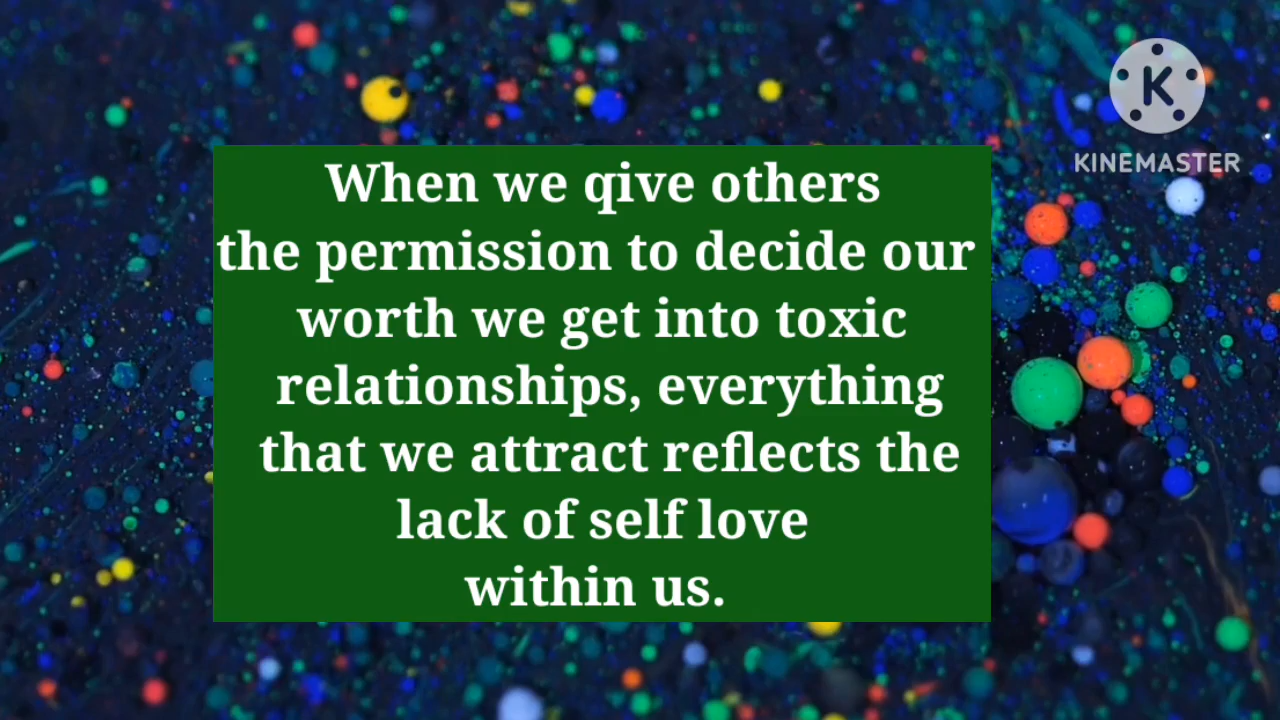 KINEMASTER
When we qive others
the permission to decide our
worth we get into toxic
relationships, everything
that we attract reflects the
lack of self love
within us.